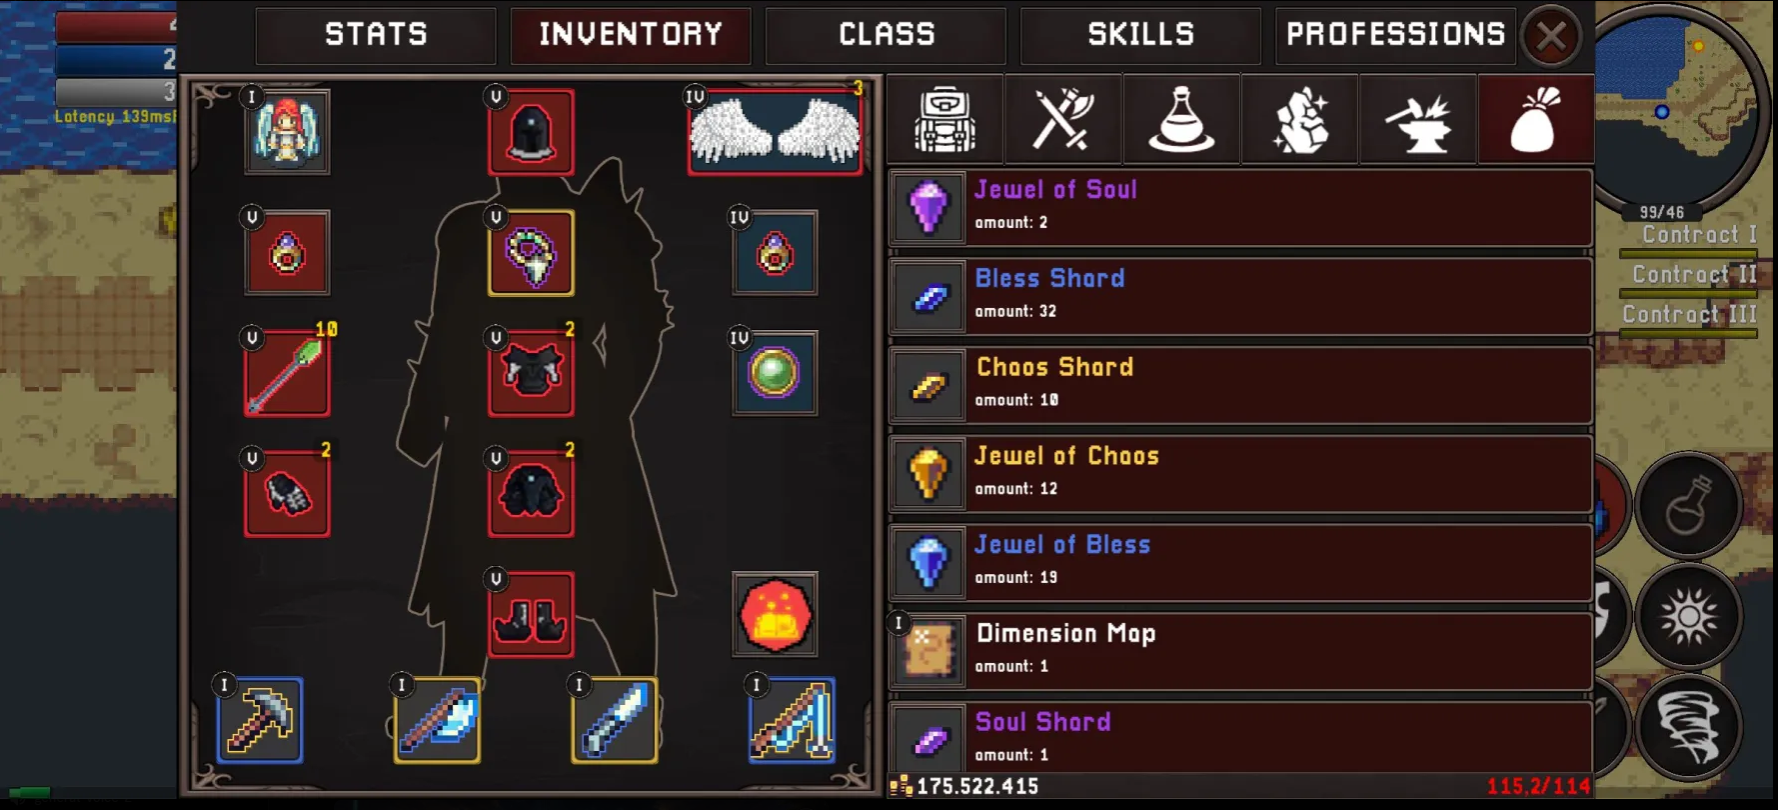 STATS
INVENTORY
CLASS
SKILLS
PROFESSIONS
4
2
3
Latency 139ms
I
V
IV
3
V
V
IV
V
10
V
2
IV
V
2
V
2
V
I
I
I
I
Jewel of Soul
amount: 2
Bless Shard
amount: 32
Chaos Shard
amount: 10
Jewel of Chaos
amount: 12
Jewel of Bless
amount: 19
I
Dimension Map
amount: 1
Soul Shard
amount: 1
175.522.415
115,2/114
99/46
Contract I
Contract II
Contract III